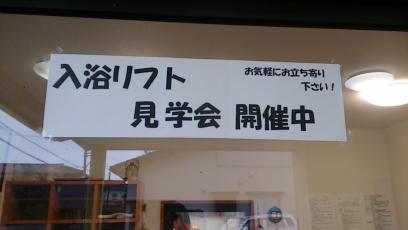 入浴リフト
お気軽にお立ち寄り
下さい！
見学会 開催中